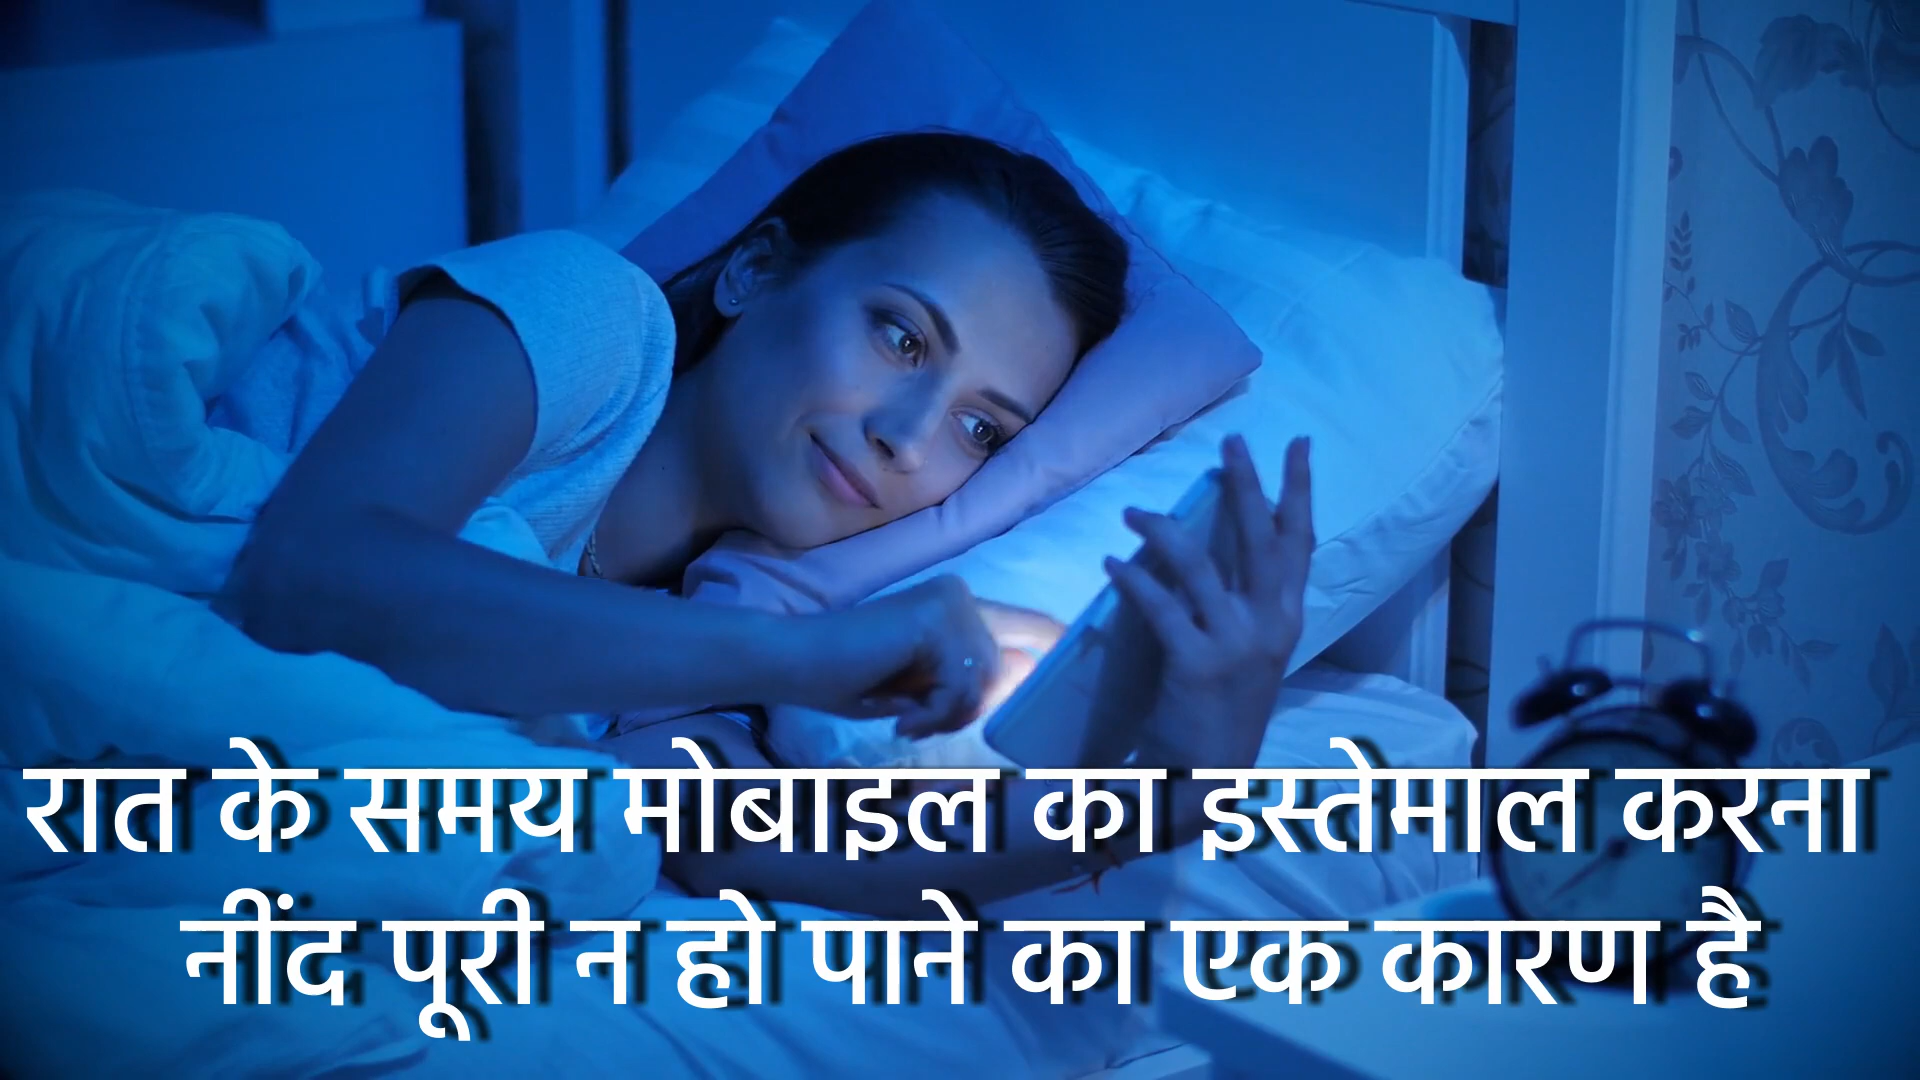 रात के समय मोबाइल का इस्तेमाल करना
नींद पूरी न हो पाने का एक कारण है